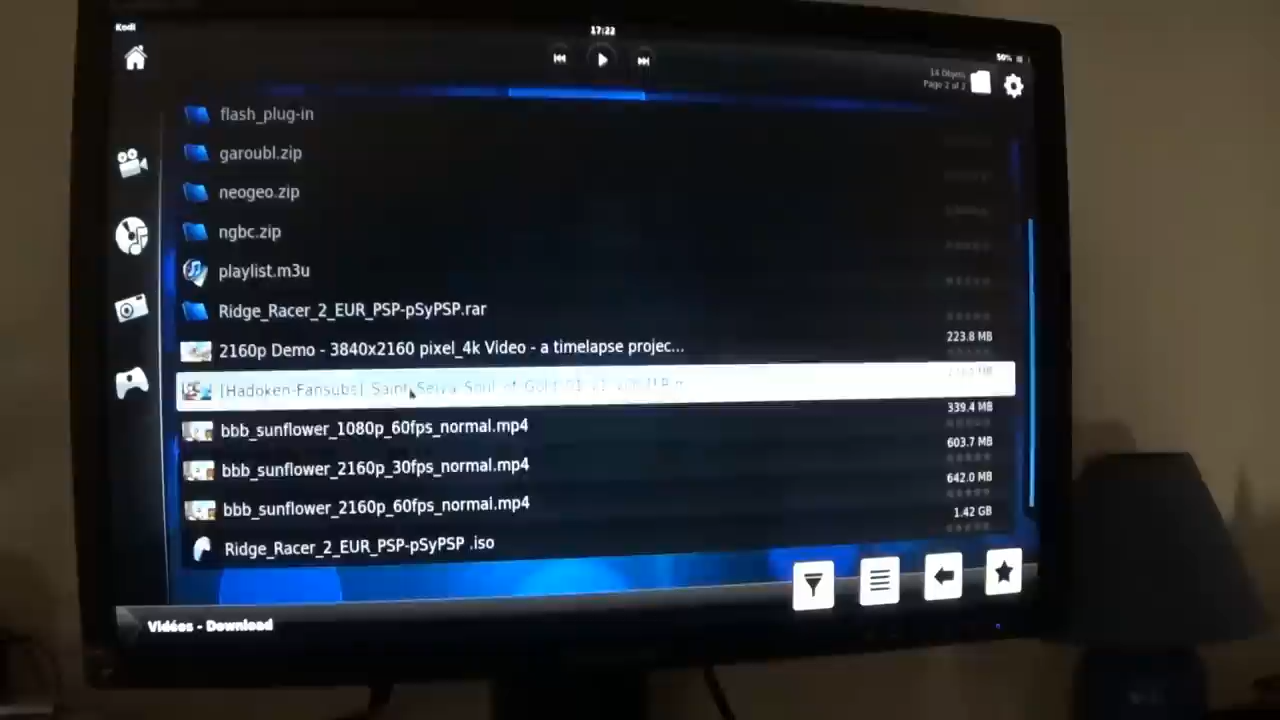 Kodi
17:22
50%
14 Objets
Page 2 of 2
flash_plug-in
garoubl.zip
neogeo.zip
ngbc.zip
playlist.m3u
Ridge_Racer_2_EUR_PSP-pSyPSP.rar
2160p Demo - 3840x2160 pixel_4k Video - a timelapse projec...
223.8 MB
[Hadoken-Fansubs] Saint Seiya Soul of Gold
bbb_sunflower_1080p_60fps_normal.mp4
339.4 MB
bbb_sunflower_2160p_30fps_normal.mp4
603.7 MB
bbb_sunflower_2160p_60fps_normal.mp4
642.0 MB
Ridge_Racer_2_EUR_PSP-pSyPSP .iso
1.42 GB
Vidéos - Download